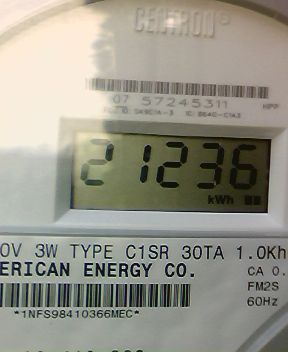 CENTRON®
07 57245311 HPP
21236
kWh
0V 3W TYPE C1SR 30TA 1.0Kh
ERICAN ENERGY CO.
CA 0.
FM2S
60Hz
*1NFS98410366MEC*